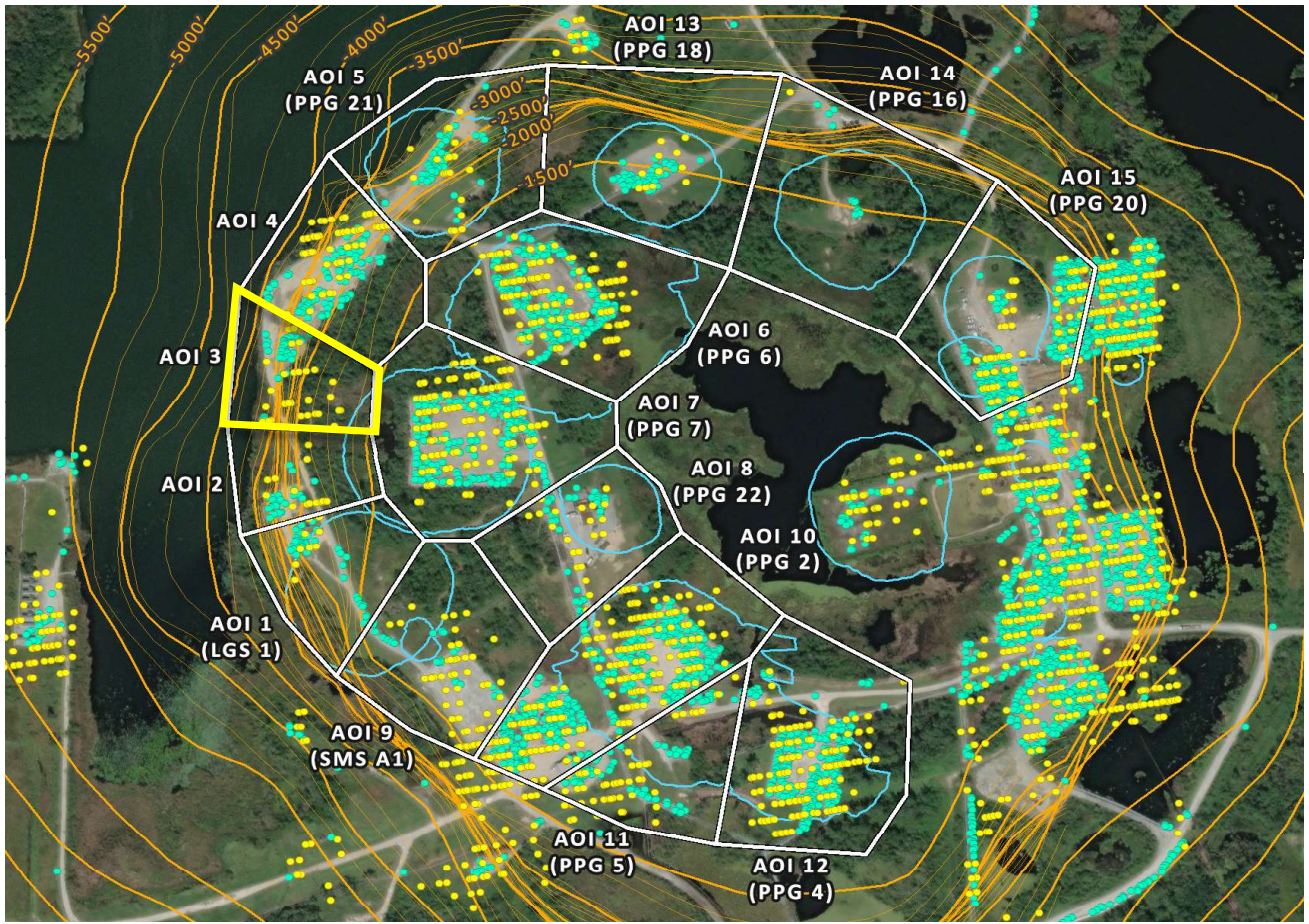 -5500'
-5000'
-4500'
-4000'
-3500'
-3000'
-2500'
-2000'
-1500'
AOI 13
(PPG 18)
AOI 5
(PPG 21)
AOI 14
(PPG 16)
AOI 15
(PPG 20)
AOI 4
AOI 3
AOI 6
(PPG 6)
AOI 7
(PPG 7)
AOI 2
AOI 8
(PPG 22)
AOI 10
(PPG 2)
AOI 1
(LGS 1)
AOI 9
(SMS A1)
AOI 11
(PPG 5)
AOI 12
(PPG 4)